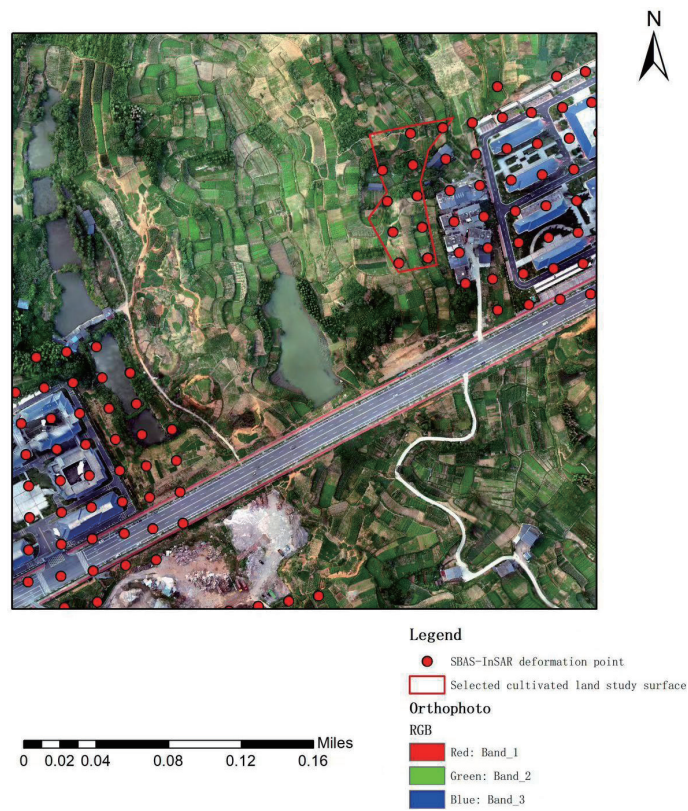 N
Legend
SBAS-InSAR deformation point
Selected cultivated land study surface
Orthophoto
RGB
Red: Band_1
Green: Band_2
Blue: Band_3
Miles
0 0.02 0.04 0.08 0.12 0.16